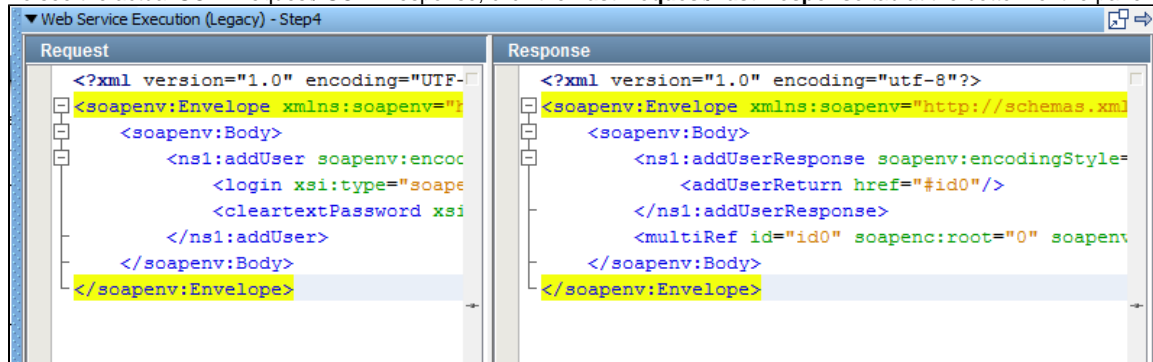 Web Service Execution (Legacy) - Step4
Request
<?xml version="1.0" encoding="UTF-
<soapenv:Envelope xmlns:soapenv="h
<soapenv:Body>
<ns1:addUser soapenv:encod
<login xsi:type="soape
<cleartextPassword xsi
</ns1:addUser>
</soapenv:Body>
</soapenv:Envelope>
Response
<?xml version="1.0" encoding="utf-8"?>
<soapenv:Envelope xmlns:soapenv="http://schemas.xml
<soapenv:Body>
<ns1:addUserResponse soapenv:encodingStyle=
<addUserReturn href="#id0"/>
</ns1:addUserResponse>
<multiRef id="id0" soapenc:root="0" soapenv
</soapenv:Body>
</soapenv:Envelope>